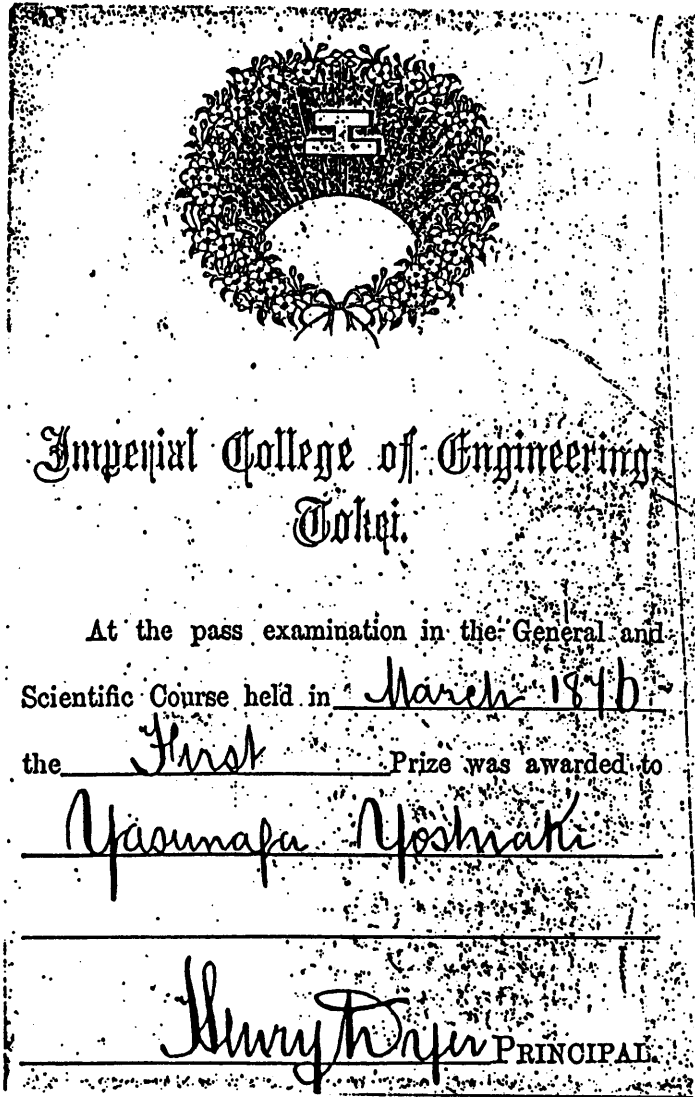 工
Imperial College of Engineering
Tokei.
At the pass examination in the General and
Scientific Course held in March 1876
the First Prize was awarded to
Yasunaga Yoshiaki
Henry Dyer PRINCIPAL.